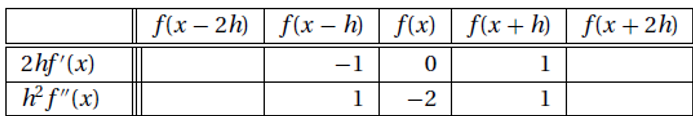 f(x − 2h) f(x − h) f(x) f(x + h) f(x + 2h)
2hf′(x) −1 0 1
h²f″(x) 1 −2 1